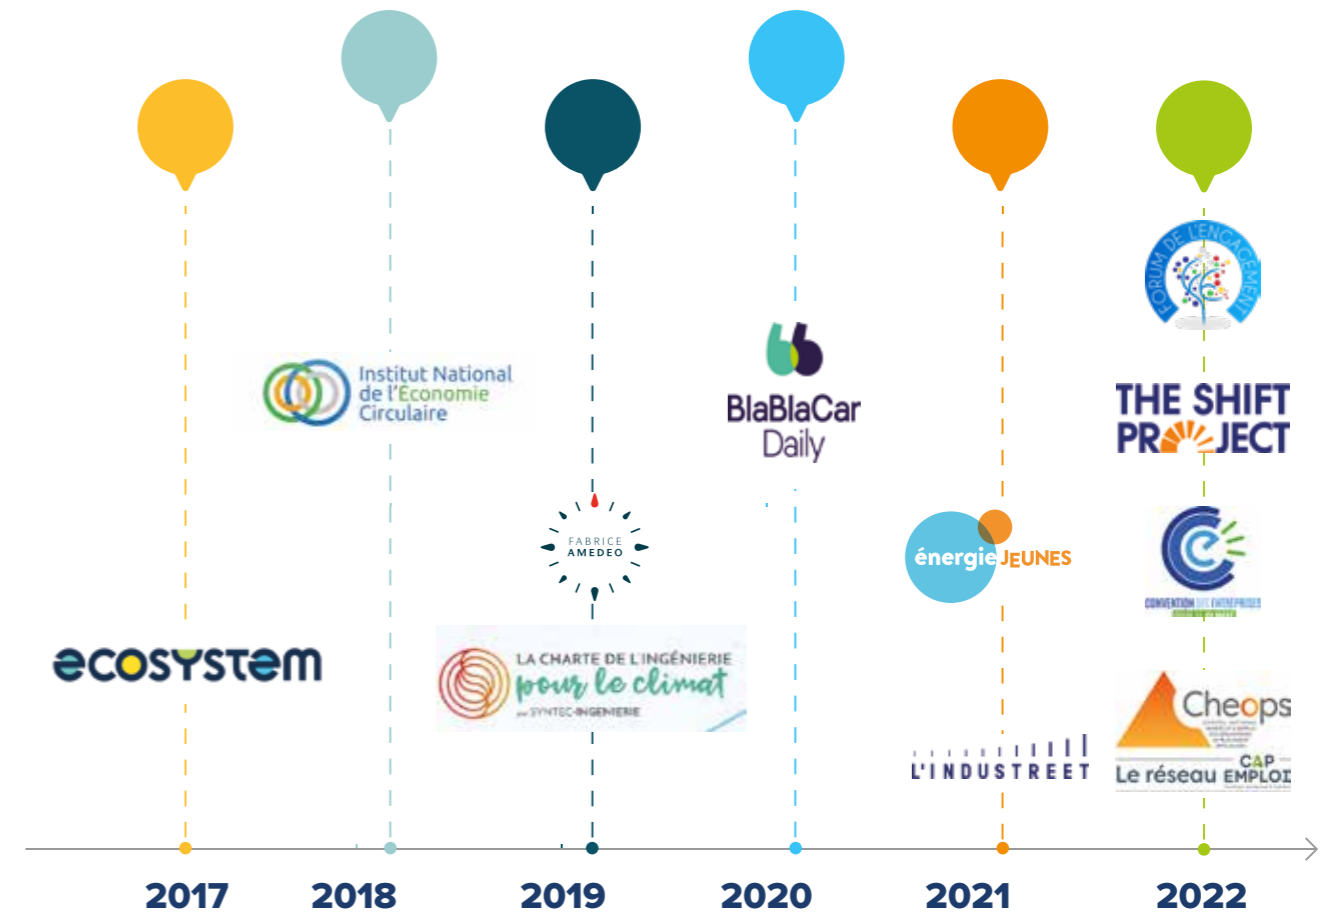 FORUM DE L'ENGAGEMENT
Institut National
de l'Économie
Circulaire
BlaBlaCar
Daily
THE SHIFT
PROJECT
FABRICE
AMEDEO
énergie JEUNES
CONVENTION DES ENTREPRISES
ecosystem
LA CHARTE DE L'INGÉNIERIE
pour le climat
par SYNTEC-INGÉNIERIE
L'INDUSTREET
Cheops
Le réseau CAP EMPLOI
2017
2018
2019
2020
2021
2022